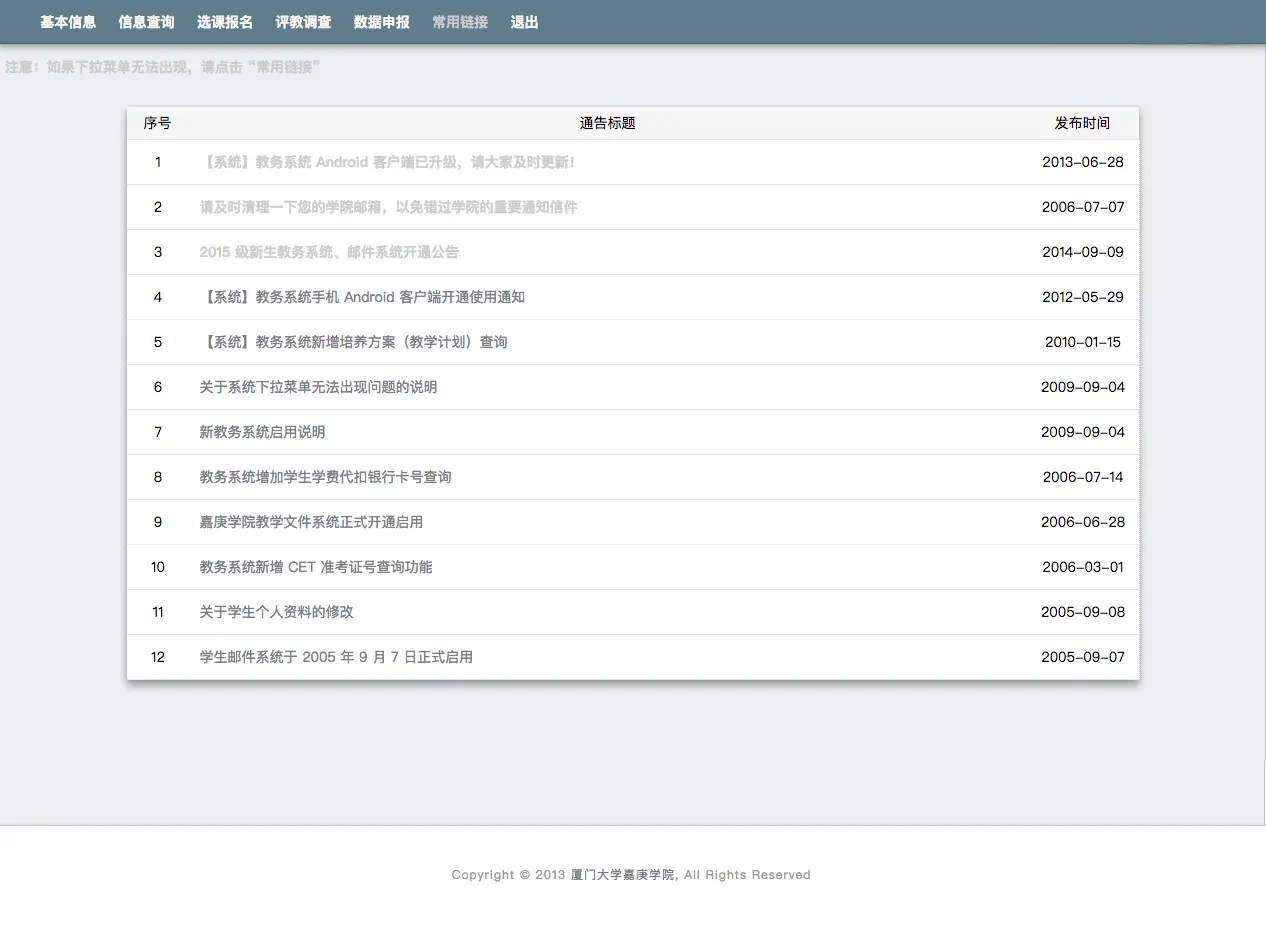 基本信息 信息查询 选课报名 评教调查 数据申报 常用链接 退出
注意：如果下拉菜单无法出现，请点击“常用链接”
序号 通告标题 发布时间
1 【系统】教务系统 Android 客户端已升级，请大家及时更新！ 2013-06-28
2 请及时清理一下您的学院邮箱，以免错过学院的重要通知信件 2006-07-07
3 2015 级新生教务系统、邮件系统开通公告 2014-09-09
4 【系统】教务系统手机 Android 客户端开通使用通知 2012-05-29
5 【系统】教务系统新增培养方案（教学计划）查询 2010-01-15
6 关于系统下拉菜单无法出现问题的说明 2009-09-04
7 新教务系统启用说明 2009-09-04
8 教务系统增加学生学费代扣银行卡号查询 2006-07-14
9 嘉庚学院教学文件系统正式开通启用 2006-06-28
10 教务系统新增 CET 准考证号查询功能 2006-03-01
11 关于学生个人资料的修改 2005-09-08
12 学生邮件系统于 2005 年 9 月 7 日正式启用 2005-09-07
Copyright © 2013 厦门大学嘉庚学院, All Rights Reserved